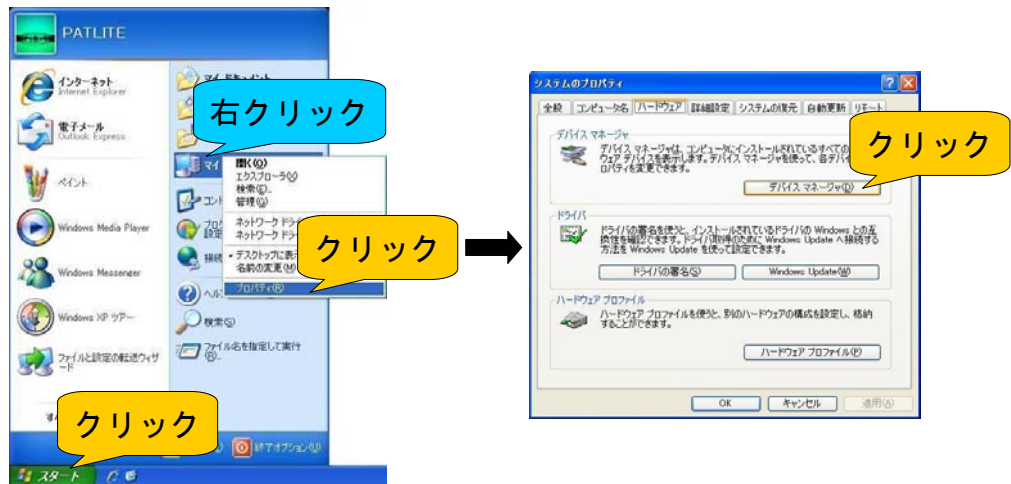 PATLITE
インターネット
Internet Explorer
電子メール
Outlook Express
ペイント
Windows Media Player
Windows Messenger
Windows XP ツアー
ファイルと設定の転送ウィザ
ード
右クリック
マイ
開く(O)
エクスプローラ(X)
検索(E)...
管理(G)
ネットワーク ドライ
ネットワーク ドラ
デスクトップに表示
名前の変更(M)
プロパティ(R)
クリック
検索(S)
ファイル名を指定して実行
(R)...
クリック
終了オプション(U)
スタート
システムのプロパティ
全般
コンピュータ名
ハードウェア
詳細設定
システムの復元
自動更新
リモート
デバイス マネージャ
デバイス マネージャは、コンピュータにインストールされているすべての
ウェア デバイスを表示します。デバイス マネージャを使って、各デバイ
ロパティを変更できます。
クリック
デバイス マネージャ(D)
ドライバ
ドライバの署名を使うと、インストールされているドライバの Windows との互
換性を確認できます。ドライバ取得のために Windows Update へ接続する
方法を Windows Update を使って設定できます。
ドライバの署名(S)
Windows Update(W)
ハードウェア プロファイル
ハードウェア プロファイルを使うと、別のハードウェアの構成を設定し、格納
することができます。
ハードウェア プロファイル(P)
OK
キャンセル
適用(A)